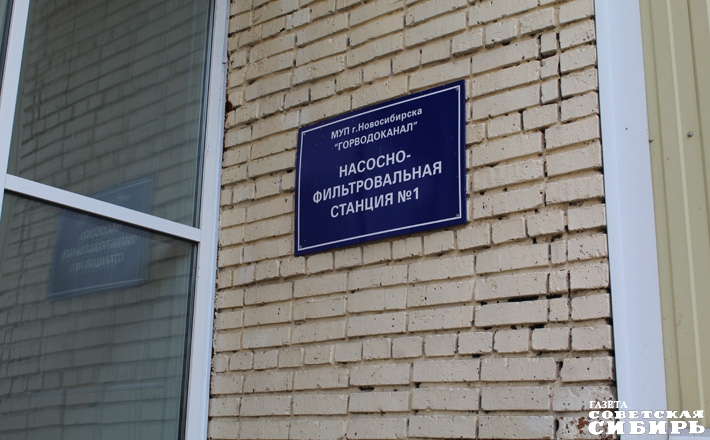 МУП г.Новосибирска
"ГОРВОДОКАНАЛ"
НАСОСНО-
ФИЛЬТРОВАЛЬНАЯ
СТАНЦИЯ №1
ГАЗЕТА
СОВЕТСКАЯ
СИБИРЬ